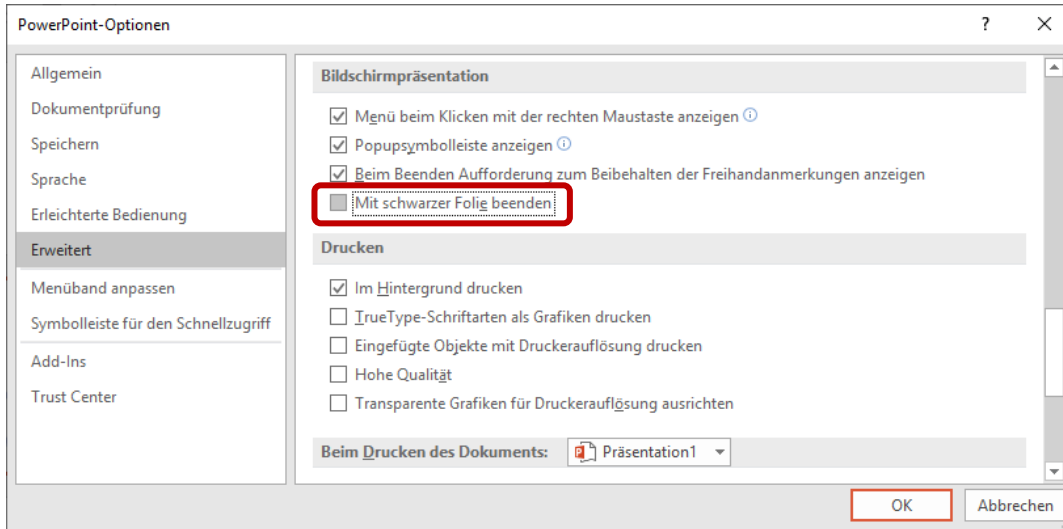 PowerPoint-Optionen
Allgemein
Dokumentprüfung
Speichern
Sprache
Erleichterte Bedienung
Erweitert
Menüband anpassen
Symbolleiste für den Schnellzugriff
Add-Ins
Trust Center
Bildschirmpräsentation
Menü beim Klicken mit der rechten Maustaste anzeigen
Popupsymbolleiste anzeigen
Beim Beenden Aufforderung zum Beibehalten der Freihandanmerkungen anzeigen
Mit schwarzer Folie beenden
Drucken
Im Hintergrund drucken
TrueType-Schriftarten als Grafiken drucken
Eingefügte Objekte mit Druckerauflösung drucken
Hohe Qualität
Transparente Grafiken für Druckerauflösung ausrichten
Beim Drucken des Dokuments: Präsentation1
OK Abbrechen